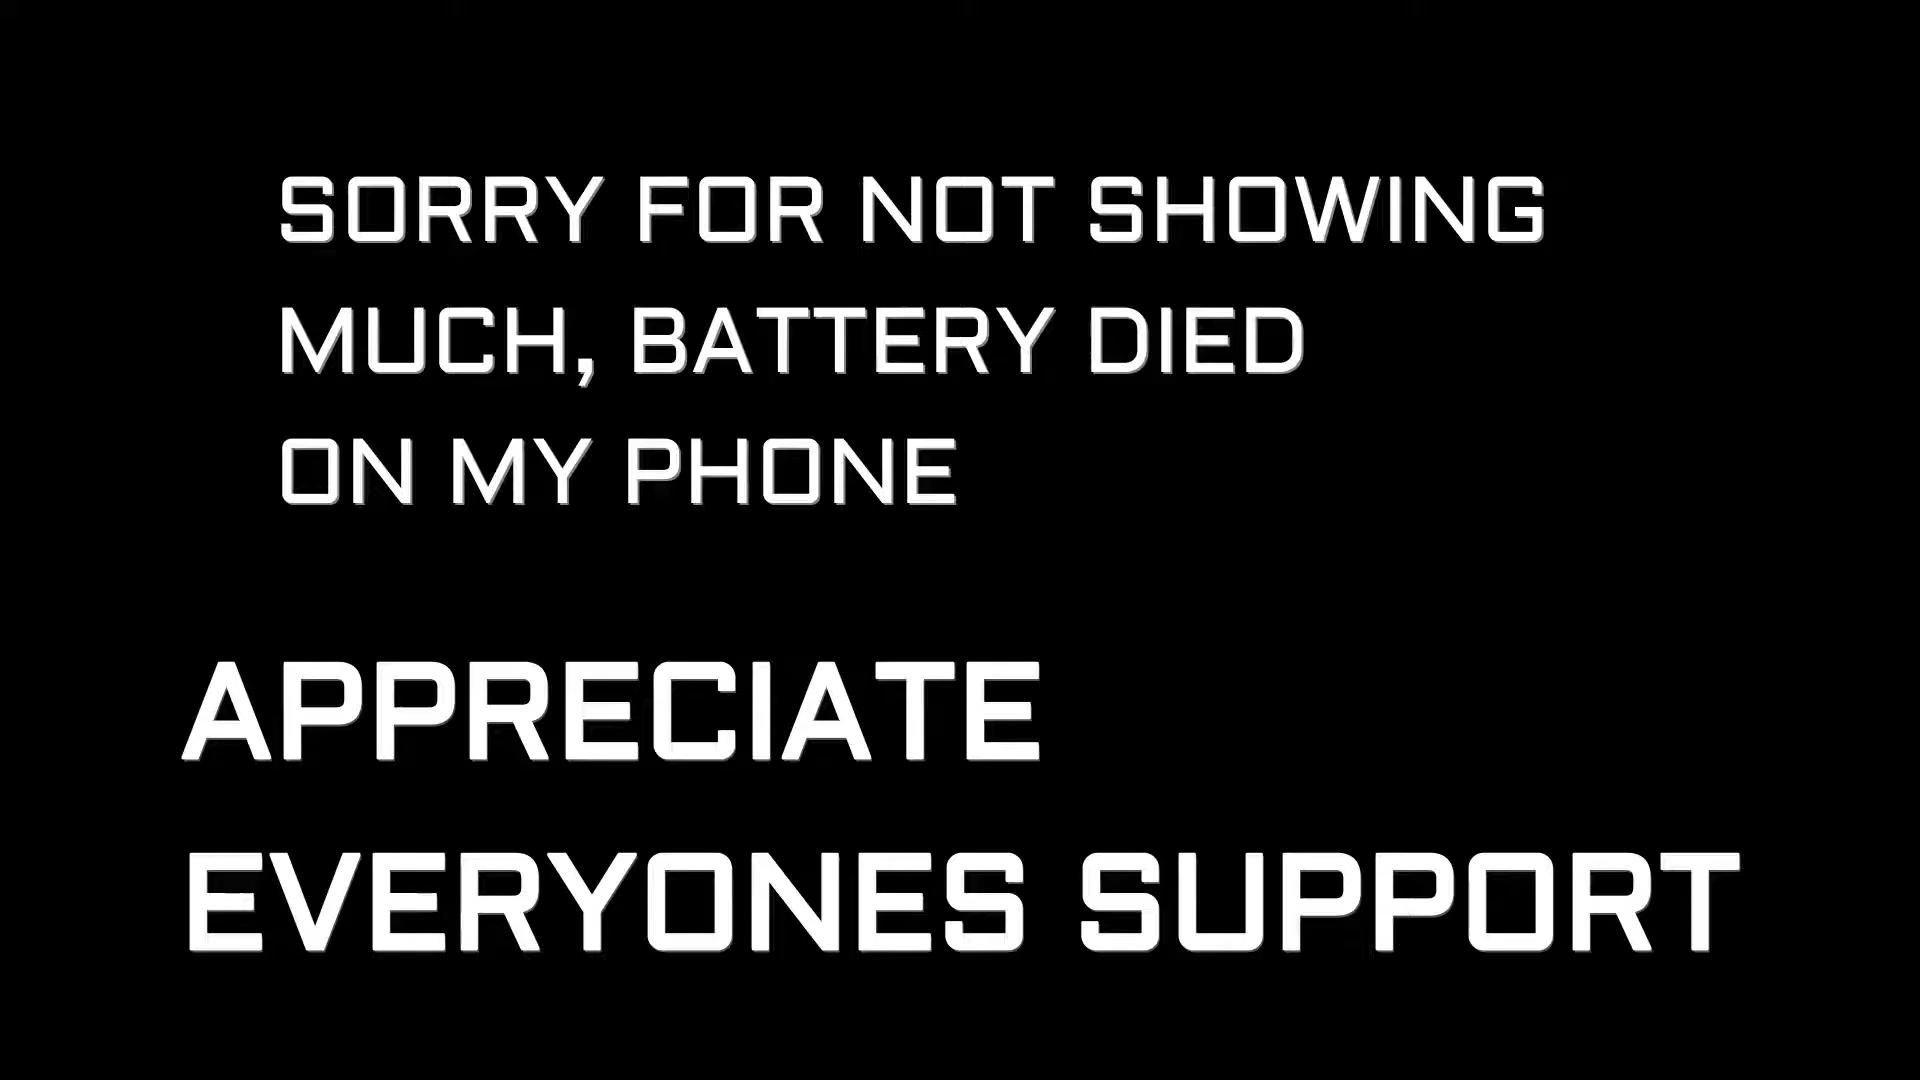 SORRY FOR NOT SHOWING
MUCH, BATTERY DIED
ON MY PHONE
APPRECIATE
EVERYONES SUPPORT